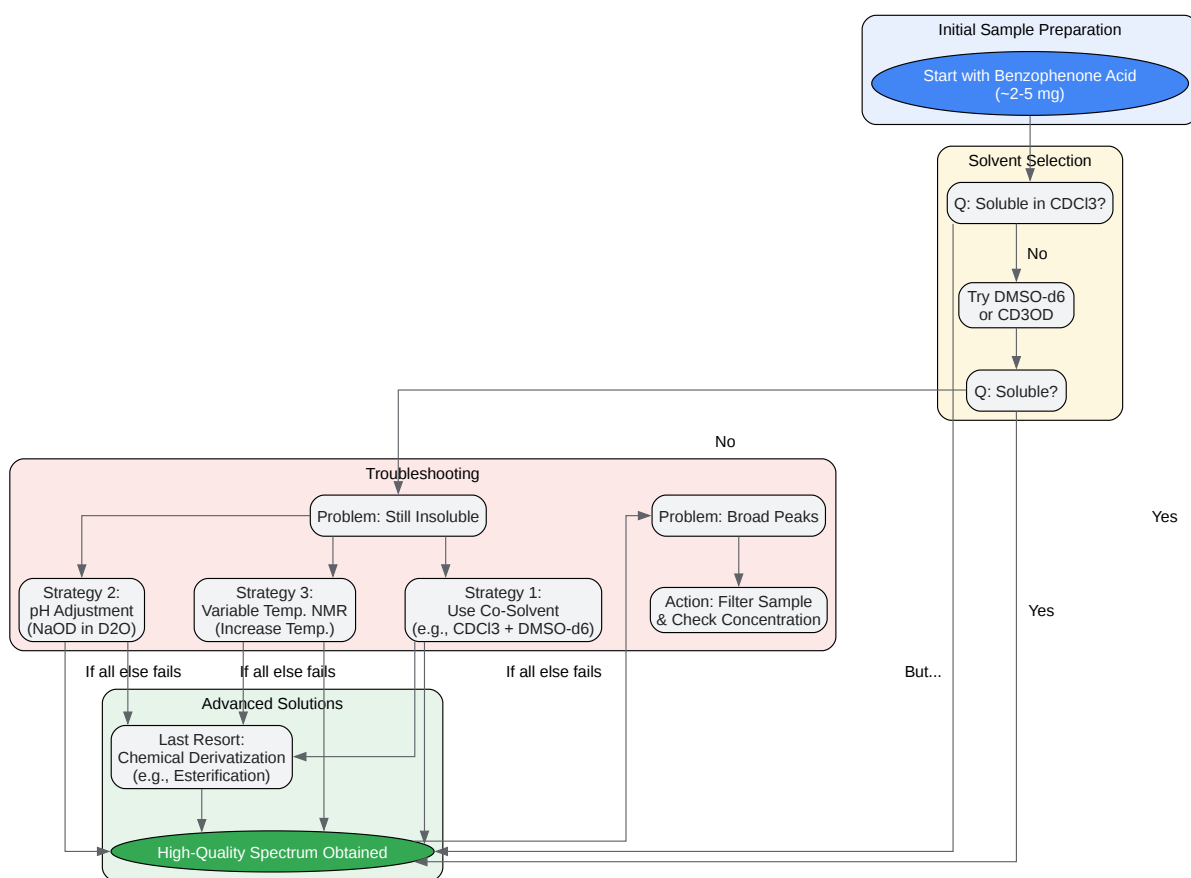 Initial Sample Preparation
Start with Benzophenone Acid
(~2-5 mg)
Solvent Selection
Q: Soluble in CDCl3?
No
Try DMSO-d6
or CD3OD
Q: Soluble?
No
Troubleshooting
Problem: Still Insoluble
Problem: Broad Peaks
Yes
Strategy 2:
pH Adjustment
(NaOD in D2O)
Strategy 3:
Variable Temp. NMR
(Increase Temp.)
Strategy 1:
Use Co-Solvent
(e.g., CDCl3 + DMSO-d6)
Action: Filter Sample
& Check Concentration
Yes
If all else fails
If all else fails
If all else fails
But...
Advanced Solutions
Last Resort:
Chemical Derivatization
(e.g., Esterification)
High-Quality Spectrum Obtained